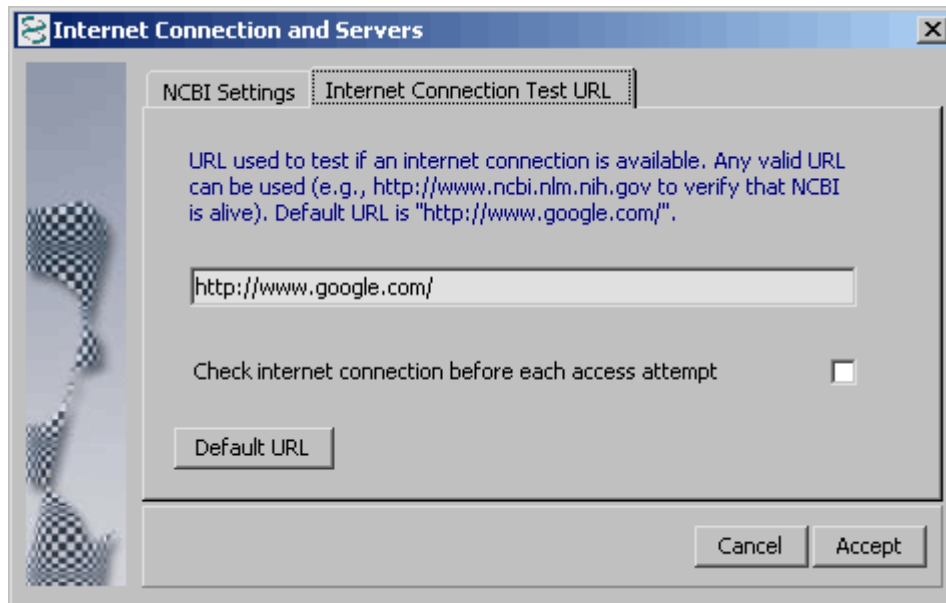 Internet Connection and Servers
NCBI Settings
Internet Connection Test URL
URL used to test if an internet connection is available. Any valid URL
can be used (e.g., http://www.ncbi.nlm.nih.gov to verify that NCBI
is alive). Default URL is "http://www.google.com/".
http://www.google.com/
Check internet connection before each access attempt
Default URL
Cancel
Accept